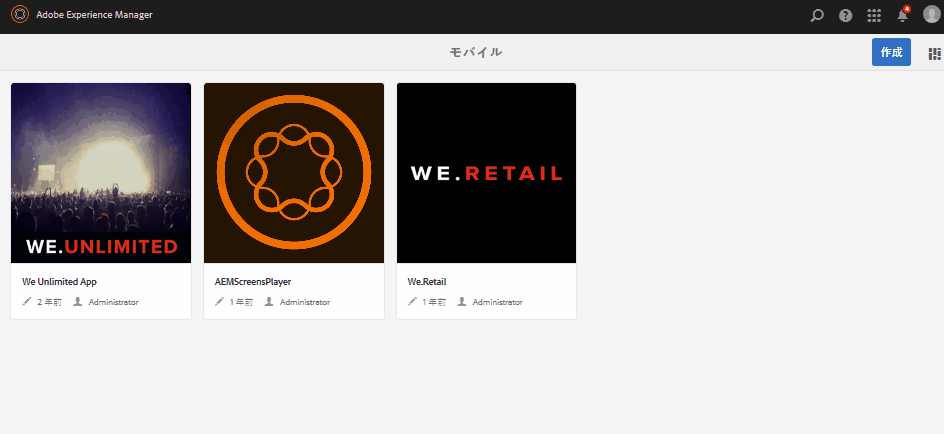 Adobe Experience Manager
4
モバイル
作成
WE.UNLIMITED
WE.RETAIL
We Unlimited App
AEMScreensPlayer
We.Retail
2 年前 Administrator
1 年前 Administrator
1 年前 Administrator